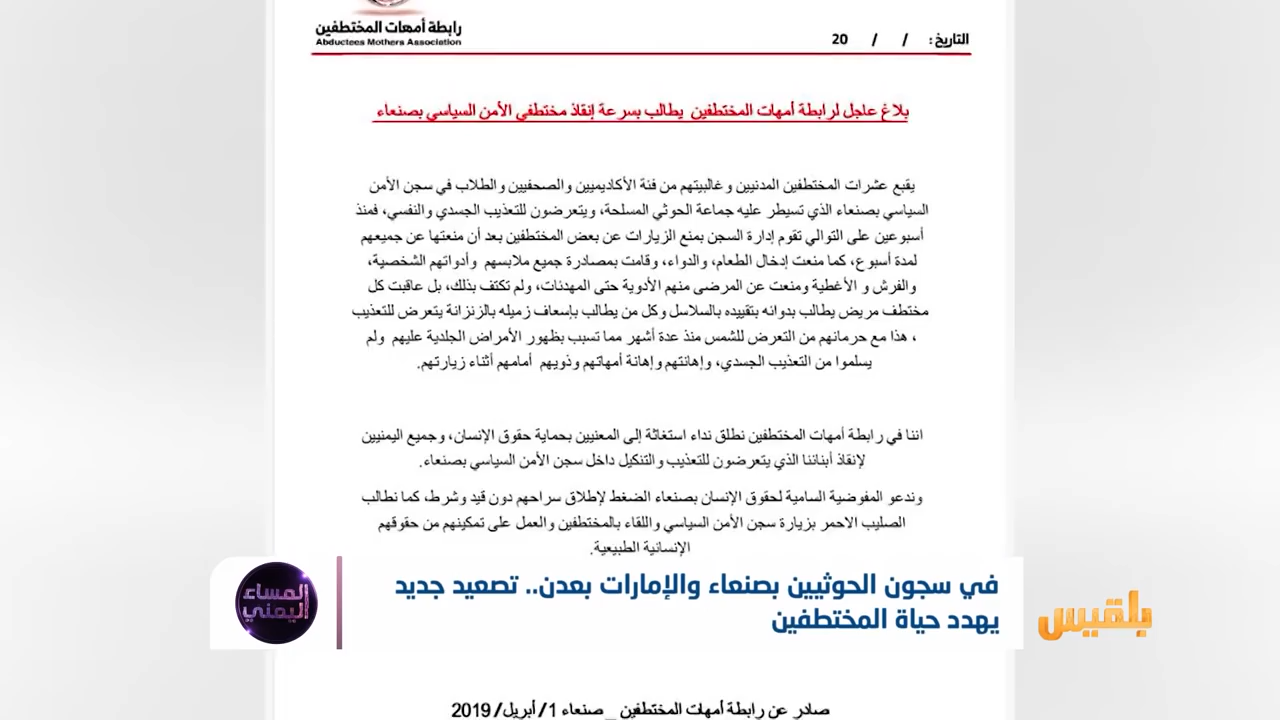 رابطة أمهات المختطفين
Abductees Mothers Association
التاريخ : / / 20
بلاغ عاجل لرابطة أمهات المختطفين يطالب بسرعة إنقاذ مختطفي الأمن السياسي بصنعاء
يقبع عشرات المختطفين المدنيين وغالبيتهم من فئة الأكاديميين والصحفيين والطلاب في سجن الأمن
السياسي بصنعاء الذي تسيطر عليه جماعة الحوثي المسلحة، ويتعرضون للتعذيب الجسدي والنفسي، فمنذ
أسبوعين على التوالي تقوم إدارة السجن بمنع الزيارات عن بعض المختطفين بعد أن منعتها عن جميعهم
لمدة أسبوع، كما منعت إدخال الطعام، والدواء، وقامت بمصادرة جميع ملابسهم وأدواتهم الشخصية،
والفرش و الأغطية ومنعت عن المرضى منهم الأدوية حتى المهدئات، ولم تكتف بذلك، بل عاقبت كل
مختطف مريض يطالب بدوائه بتقييده بالسلاسل وكل من يطالب بإسعاف زميله بالزنزانة يتعرض للتعذيب
، هذا مع حرمانهم من التعرض للشمس منذ عدة أشهر مما تسبب بظهور الأمراض الجلدية عليهم ولم
يسلموا من التعذيب الجسدي، وإهانتهم وإهانة أمهاتهم وذويهم أمامهم أثناء زيارتهم.
اننا في رابطة أمهات المختطفين نطلق نداء استغاثة إلى المعنيين بحماية حقوق الإنسان، وجميع اليمنيين
لإنقاذ أبنائنا الذي يتعرضون للتعذيب والتنكيل داخل سجن الأمن السياسي بصنعاء.
وندعو المفوضية السامية لحقوق الإنسان بصنعاء الضغط لإطلاق سراحهم دون قيد وشرط، كما نطالب
الصليب الاحمر بزيارة سجن الأمن السياسي واللقاء بالمختطفين والعمل على تمكينهم من حقوقهم
الإنسانية الطبيعية.
في سجون الحوثيين بصنعاء والإمارات بعدن.. تصعيد جديد
يهدد حياة المختطفين
المساء
اليمني
بلقيس
صادر عن رابطة أمهات المختطفين _ صنعاء 1/ أبريل/ 2019